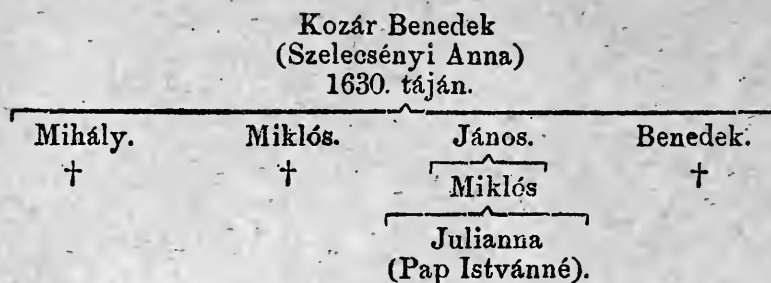 Kozár Benedek
(Szelecsényi Anna)
1630. táján.
Mihály. Miklós. János. Benedek.
† † †
Miklós
Julianna
(Pap Istvánné).